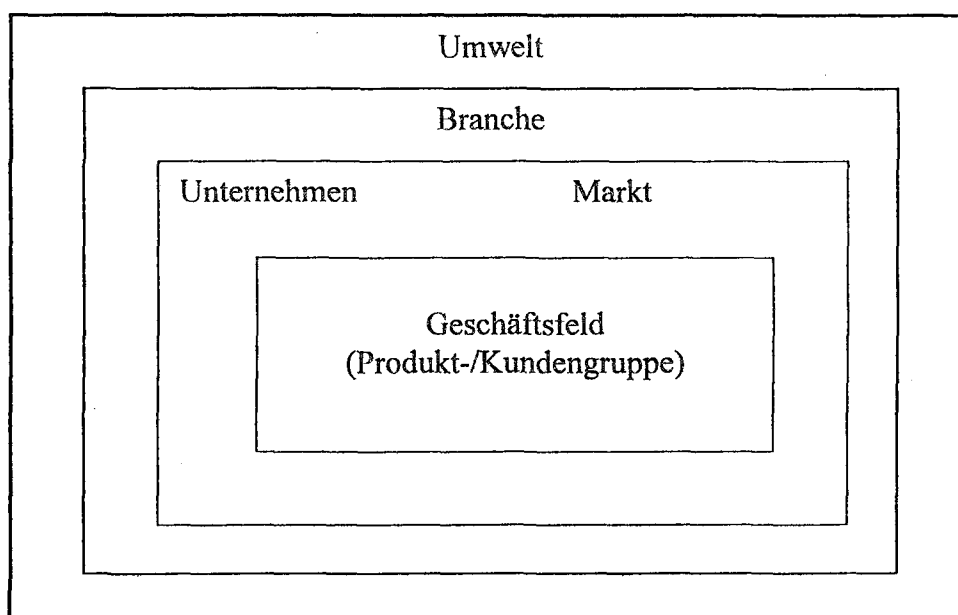 Umwelt
Branche
Unternehmen Markt
Geschäftsfeld
(Produkt-/Kundengruppe)